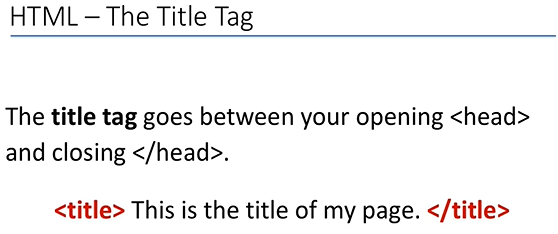 HTML – The Title Tag
The title tag goes between your opening <head>
and closing </head>.
<title> This is the title of my page. </title>